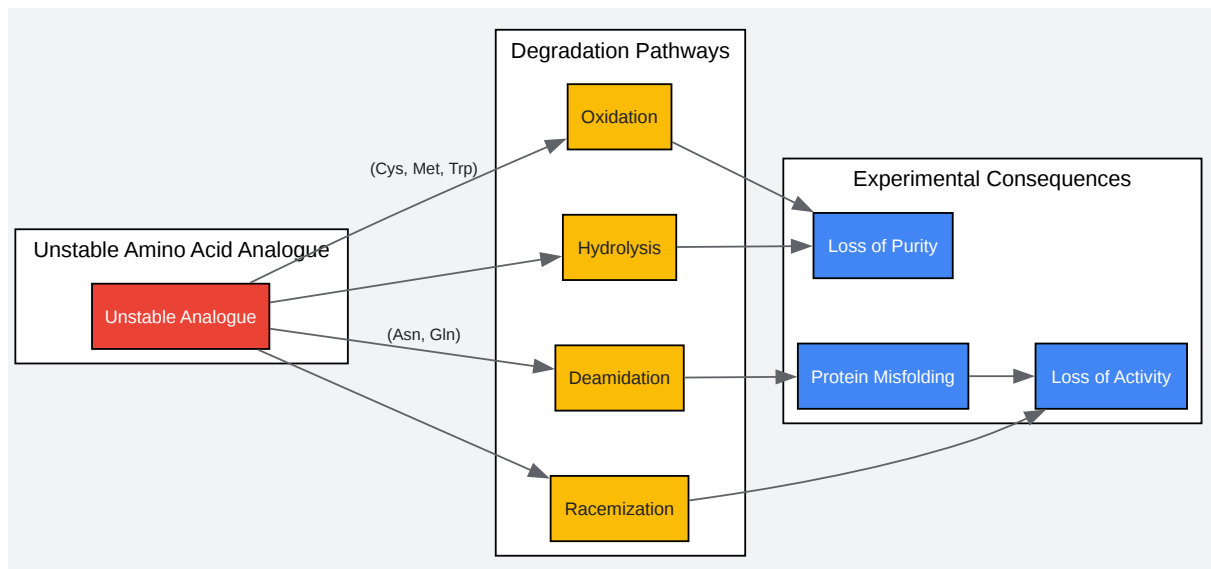 Degradation Pathways
Oxidation
(Cys, Met, Trp)
Experimental Consequences
Unstable Amino Acid Analogue
Hydrolysis
Loss of Purity
Unstable Analogue
(Asn, Gln)
Deamidation
Protein Misfolding
Loss of Activity
Racemization